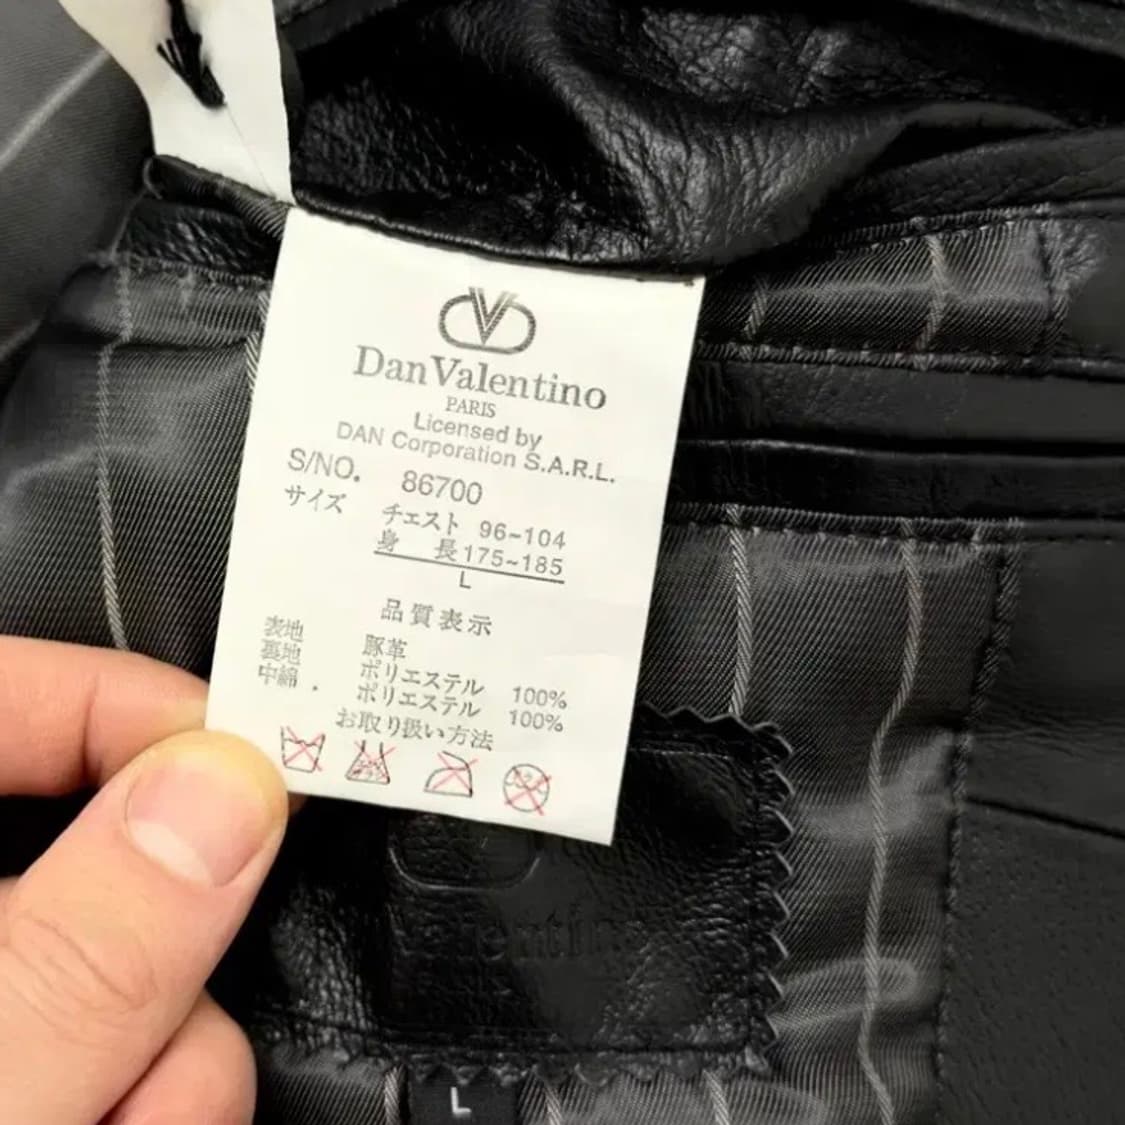 DanValentino
PARIS
Licensed by
DAN Corporation S.A.R.L.
S/NO. 86700
サイズ チェスト 96~104
身 長 175~185
L
品質表示
表地 豚革
裏地 ポリエステル 100%
中綿 . ポリエステル 100%
お取り扱い方法
L